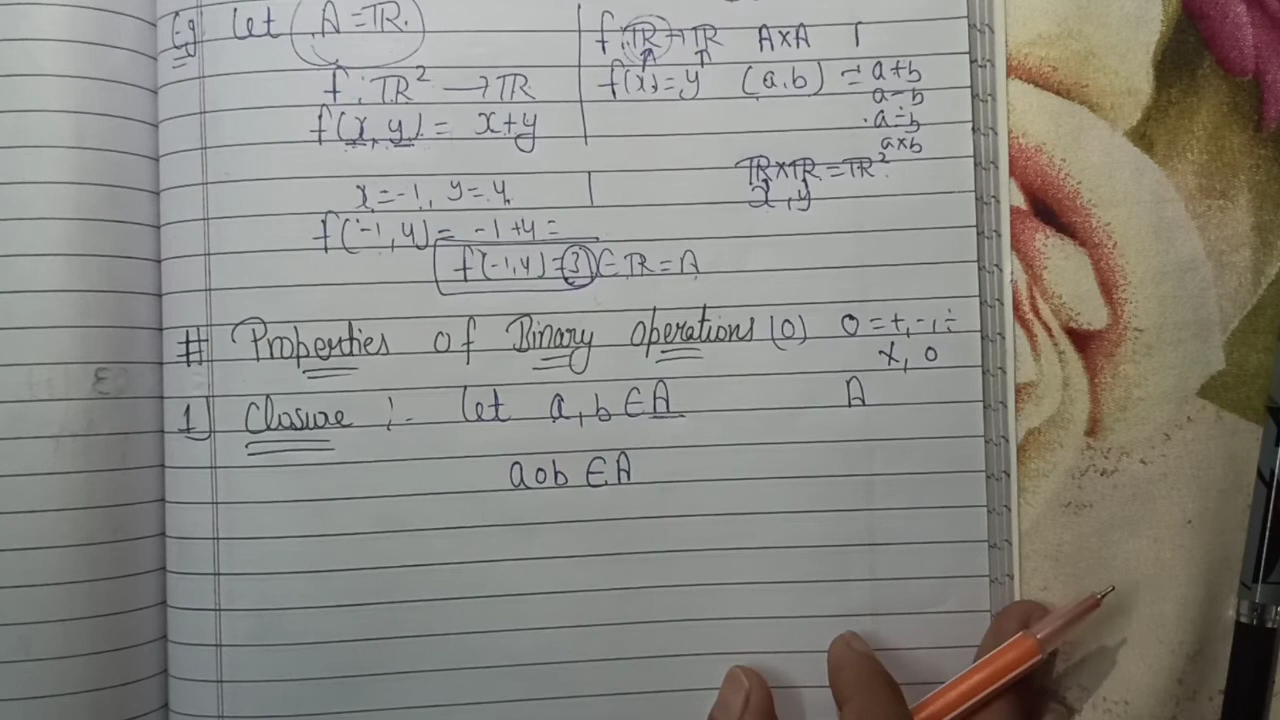 Eg Let A = ℝ.
f : ℝ² → ℝ
f(x, y) = x+y
f : ℝ → ℝ A×A
f(x) = y (a,b) = a+b
a-b
a÷b
a×b
ℝ×ℝ = ℝ²
x, y
x = -1, y = 4
f(-1, 4) = -1 + 4 =
f(-1,4) = 3 ∈ ℝ = A
# Properties of Binary operations (o) o = +, -, ÷
×, o
1) Closure :- Let a, b ∈ A A
a o b ∈ A